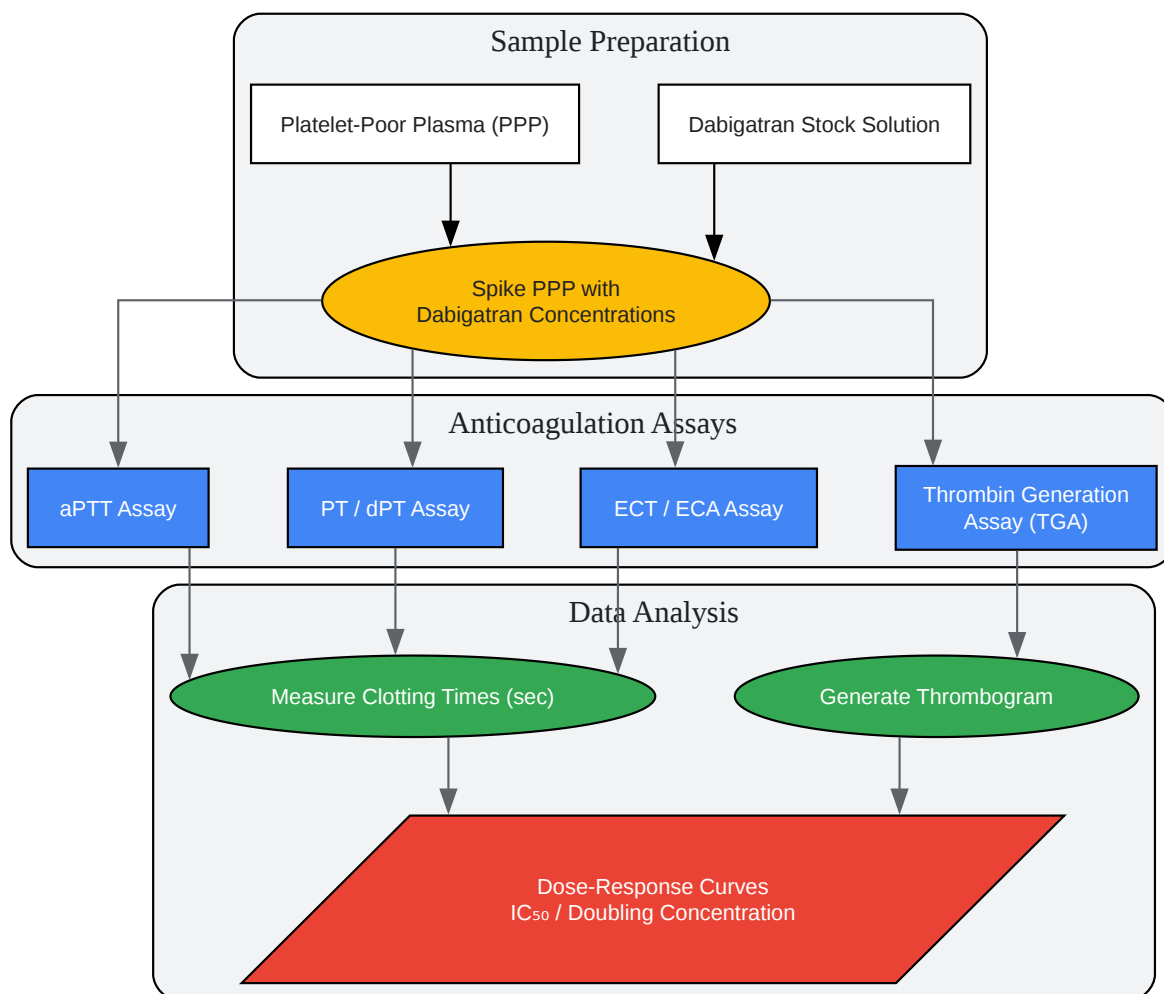 Sample Preparation
Platelet-Poor Plasma (PPP)
Dabigatran Stock Solution
Spike PPP with
Dabigatran Concentrations
Anticoagulation Assays
aPTT Assay
PT / dPT Assay
ECT / ECA Assay
Thrombin Generation
Assay (TGA)
Data Analysis
Measure Clotting Times (sec)
Generate Thrombogram
Dose-Response Curves
IC₅₀ / Doubling Concentration